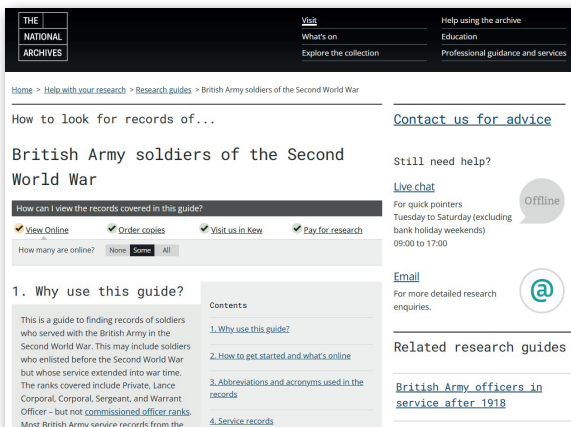 THE
NATIONAL
ARCHIVES
Visit
What's on
Explore the collection
Help using the archive
Education
Professional guidance and services
Home > Help with your research > Research guides > British Army soldiers of the Second World War
How to look for records of...
British Army soldiers of the Second
World War
How can I view the records covered in this guide?
View Online
Order copies
Visit us in Kew
Pay for research
How many are online?
None
Some
All
1. Why use this guide?
This is a guide to finding records of soldiers
who served with the British Army in the
Second World War. This may include soldiers
who enlisted before the Second World War
but whose service extended into war time.
The ranks covered include Private, Lance
Corporal, Corporal, Sergeant, and Warrant
Officer – but not commissioned officer ranks.
Most British Army service records from the
Contents
1. Why use this guide?
2. How to get started and what's online
3. Abbreviations and acronyms used in the
records
4. Service records
Contact us for advice
Still need help?
Live chat
For quick pointers
Tuesday to Saturday (excluding
bank holiday weekends)
09:00 to 17:00
Offline
Email
For more detailed research
enquiries.
@
Related research guides
British Army officers in
service after 1918